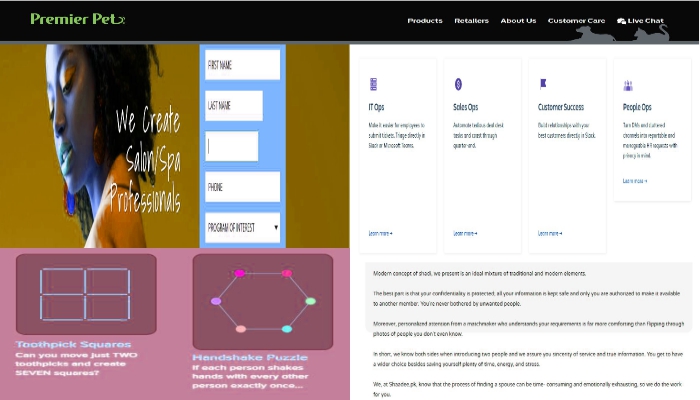 Premier Pet
Products Retailers About Us Customer Care Live Chat
We Create
Salon/Spa
Professionals
FIRST NAME
LAST NAME
PHONE
PROGRAM OF INTEREST
IT Ops
Make it easier for employees to
submit tickets. Triage directly in
Slack or Microsoft Teams.
Learn more
Sales Ops
Automate tedious deal desk
tasks and coast through
quarter-end.
Learn more
Customer Success
Build relationships with your
best customers directly in Slack.
Learn more
People Ops
Turn DMs and cluttered
channels into reportable and
manageable HR requests with
privacy in mind.
Learn more
Toothpick Squares
Can you move just TWO
toothpicks and create
SEVEN squares?
Handshake Puzzle
If each person shakes
hands with every other
person exactly once...
Modern concept of shadi, we present is an ideal mixture of traditional and modern elements.
The best part is that your confidentiality is protected, all your information is kept safe and only you are authorized to make it available
to another member. You're never bothered by unwanted people.
Moreover, personalized attention from a matchmaker who understands your requirements is far more comforting than flipping through
photos of people you don't even know.
In short, we know both sides when introducing two people and we assure you sincerity of service and true information. You get to have
a wider choice besides saving yourself plenty of time, energy, and stress.
We, at Shaadee.pk, know that the process of finding a spouse can be time- consuming and emotionally exhausting, so we do the work
for you.